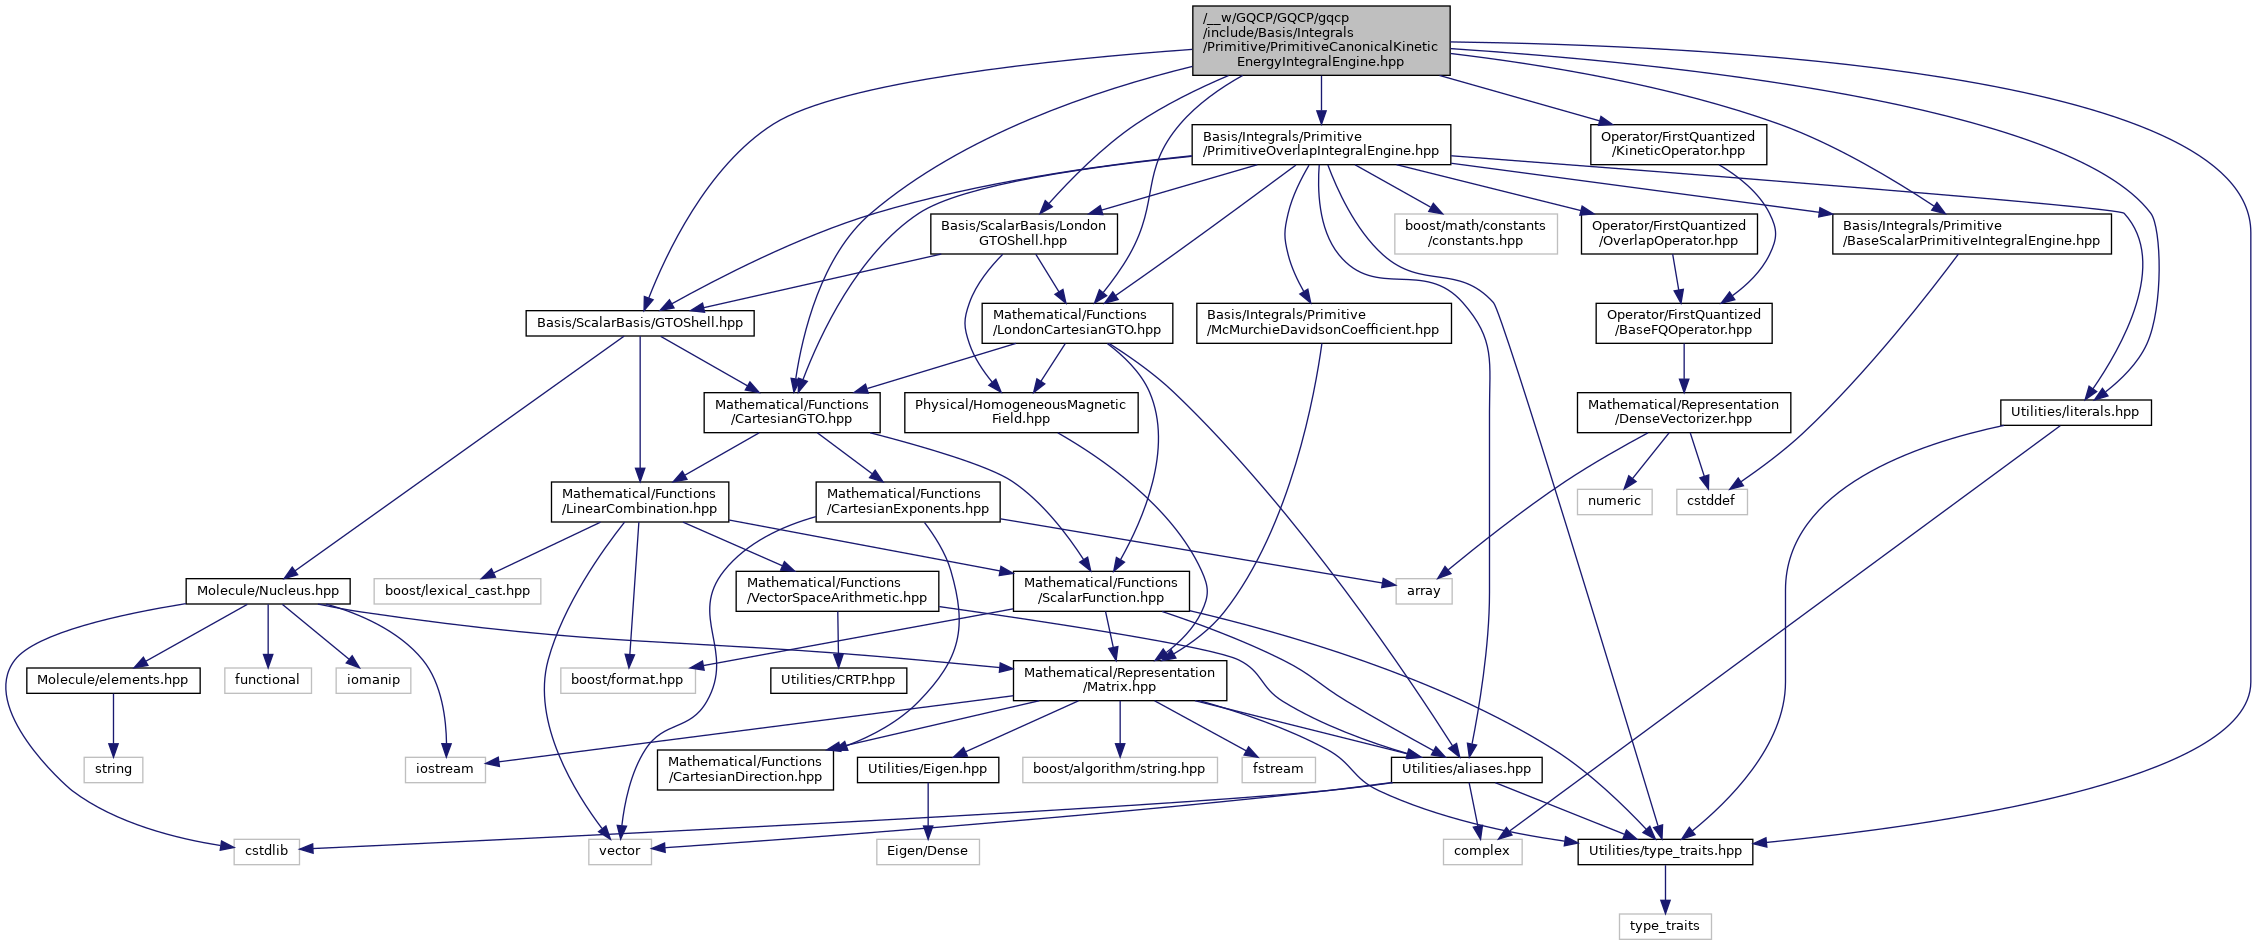 /__w/GQCP/GQCP/gqcp
/include/Basis/Integrals
/Primitive/PrimitiveCanonicalKinetic
EnergyIntegralEngine.hpp
Basis/Integrals/Primitive
/PrimitiveOverlapIntegralEngine.hpp
Operator/FirstQuantized
/KineticOperator.hpp
Basis/ScalarBasis/London
GTOShell.hpp
boost/math/constants
/constants.hpp
Operator/FirstQuantized
/OverlapOperator.hpp
Basis/Integrals/Primitive
/BaseScalarPrimitiveIntegralEngine.hpp
Basis/ScalarBasis/GTOShell.hpp
Mathematical/Functions
/LondonCartesianGTO.hpp
Basis/Integrals/Primitive
/McMurchieDavidsonCoefficient.hpp
Operator/FirstQuantized
/BaseFQOperator.hpp
Mathematical/Functions
/CartesianGTO.hpp
Physical/HomogeneousMagnetic
Field.hpp
Mathematical/Representation
/DenseVectorizer.hpp
Utilities/literals.hpp
Mathematical/Functions
/LinearCombination.hpp
Mathematical/Functions
/CartesianExponents.hpp
numeric
cstddef
Molecule/Nucleus.hpp
boost/lexical_cast.hpp
Mathematical/Functions
/VectorSpaceArithmetic.hpp
Mathematical/Functions
/ScalarFunction.hpp
array
Molecule/elements.hpp
functional
iomanip
boost/format.hpp
Utilities/CRTP.hpp
Mathematical/Representation
/Matrix.hpp
string
iostream
Mathematical/Functions
/CartesianDirection.hpp
Utilities/Eigen.hpp
boost/algorithm/string.hpp
fstream
Utilities/aliases.hpp
cstdlib
vector
Eigen/Dense
complex
Utilities/type_traits.hpp
type_traits